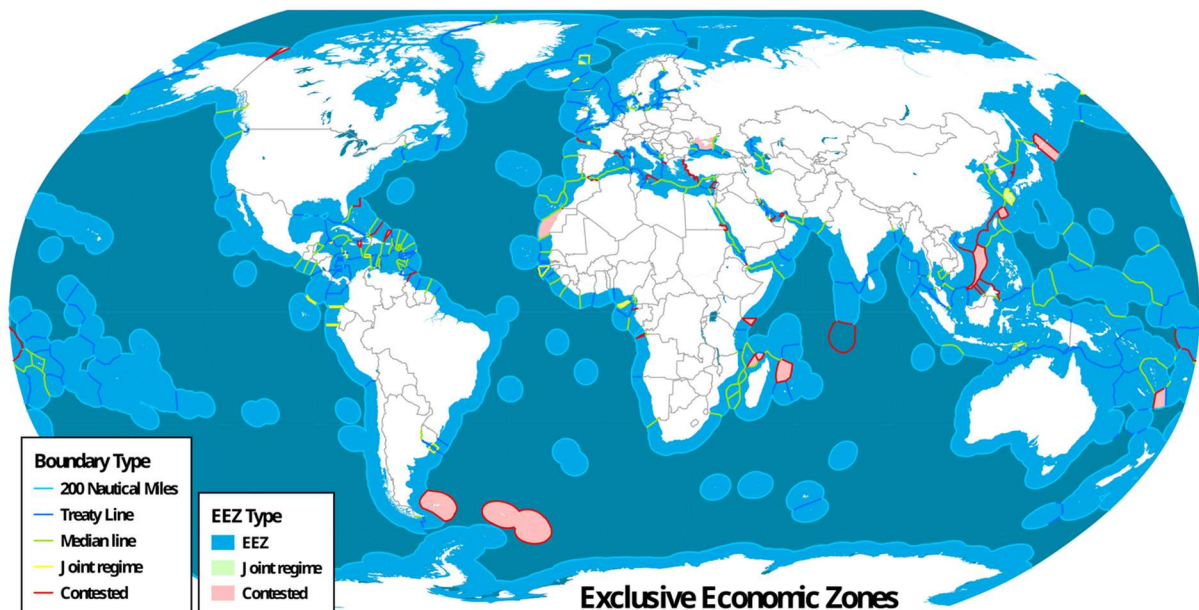 Boundary Type
200 Nautical Miles
Treaty Line
Median line
Joint regime
Contested
EEZ Type
EEZ
Joint regime
Contested
Exclusive Economic Zones